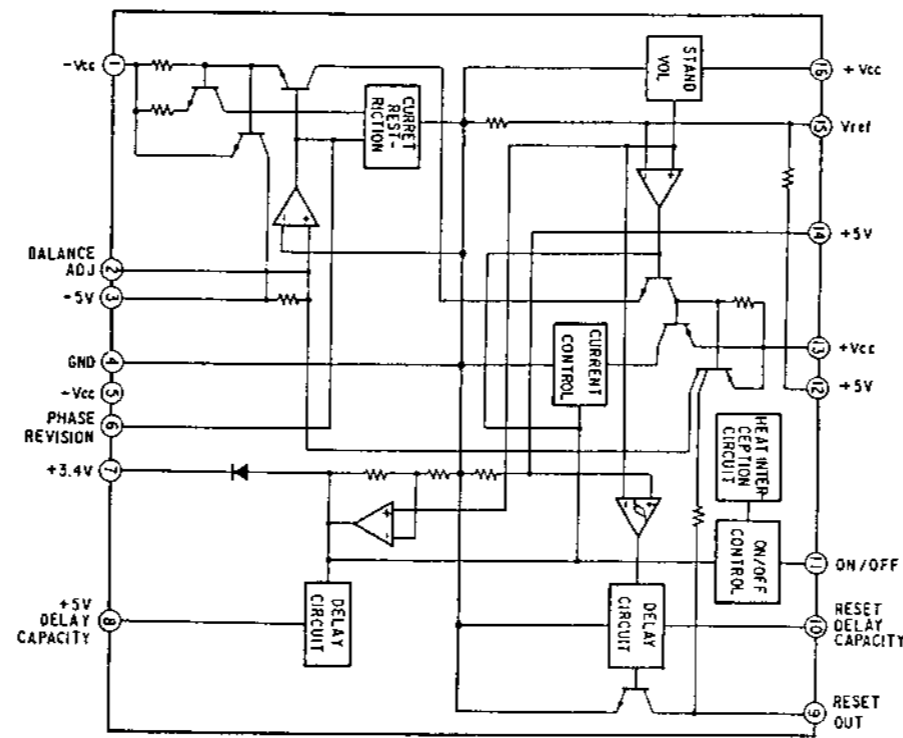 -Vcc
1
BALANCE
ADJ
2
-5V
3
GND
4
-Vcc
5
PHASE
REVISION
6
+3.4V
7
+5V
DELAY
CAPACITY
8
STAND
VOL
CURRET
REST-
RICTION
- +
- +
CURRENT
CONTROL
HEAT INTER-
CEPTION
CIRCUIT
ON/OFF
CONTROL
+
-
- +
DELAY
CIRCUIT
DELAY
CIRCUIT
16
+Vcc
15
Vref
14
+5V
13
+Vcc
12
+5V
11
ON/OFF
10
RESET
DELAY
CAPACITY
9
RESET
OUT